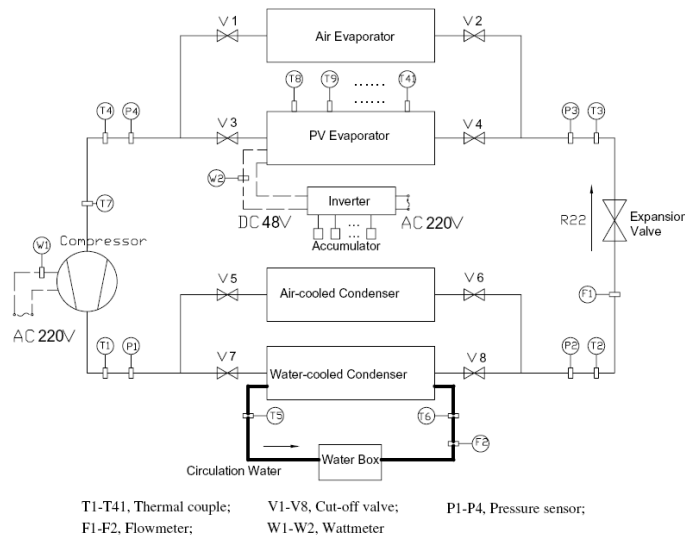 V1
V2
Air Evaporator
T8 T9 ...... T41
......
T4 P4
V3
PV Evaporator
V4
P3 T3
W2
T7
Inverter
DC 48V
AC 220V
...
Accumulator
R22
Expansion
Valve
Compressor
W1
V5
V6
Air-cooled Condenser
F1
AC 220V
T1 P1
V7
V8
P2 T2
Water-cooled Condenser
T5
T6
F2
Circulation Water
Water Box
T1-T41, Thermal couple; V1-V8, Cut-off valve; P1-P4, Pressure sensor;
F1-F2, Flowmeter; W1-W2, Wattmeter